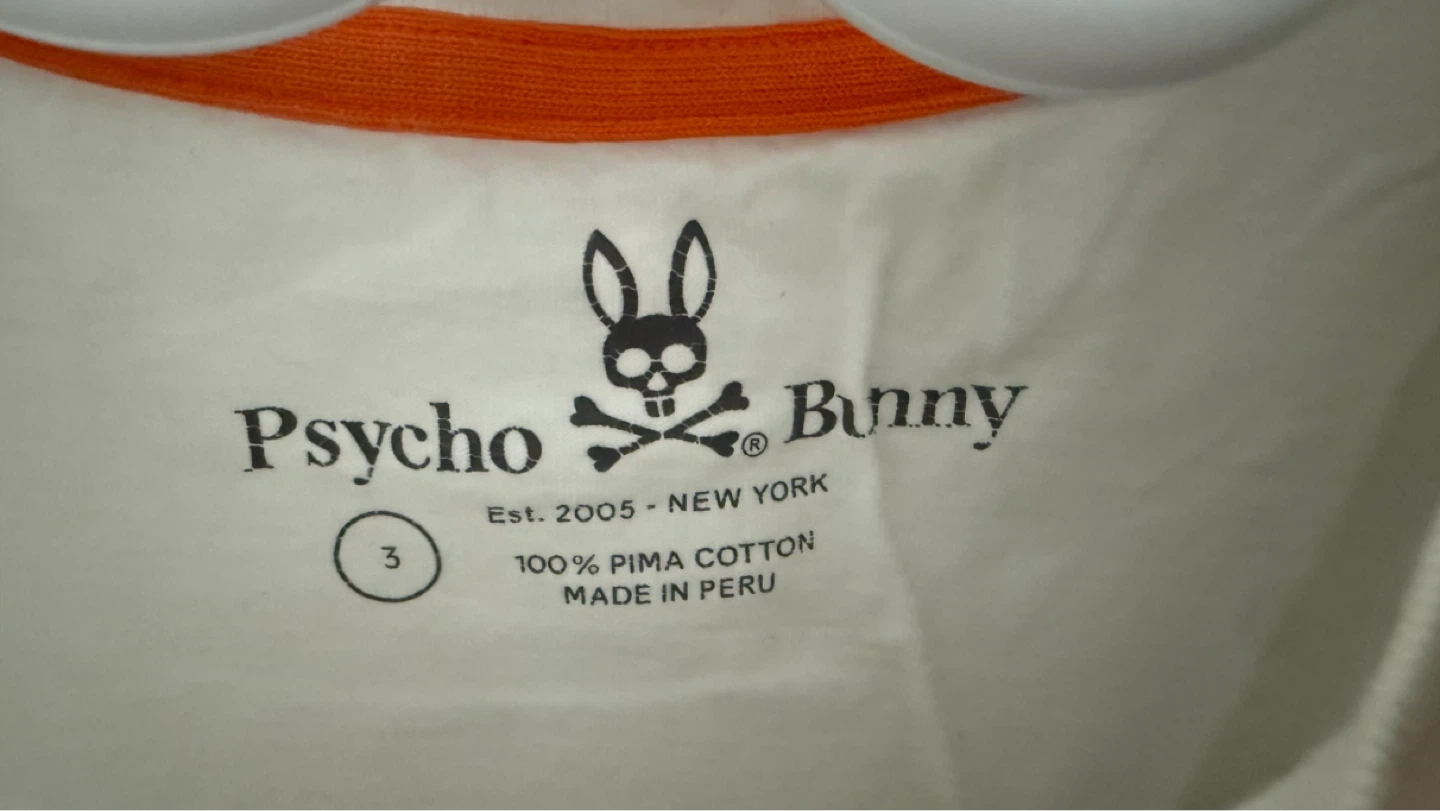 Psycho ® Bunny
Est. 2005 - NEW YORK
3
100% PIMA COTTON
MADE IN PERU